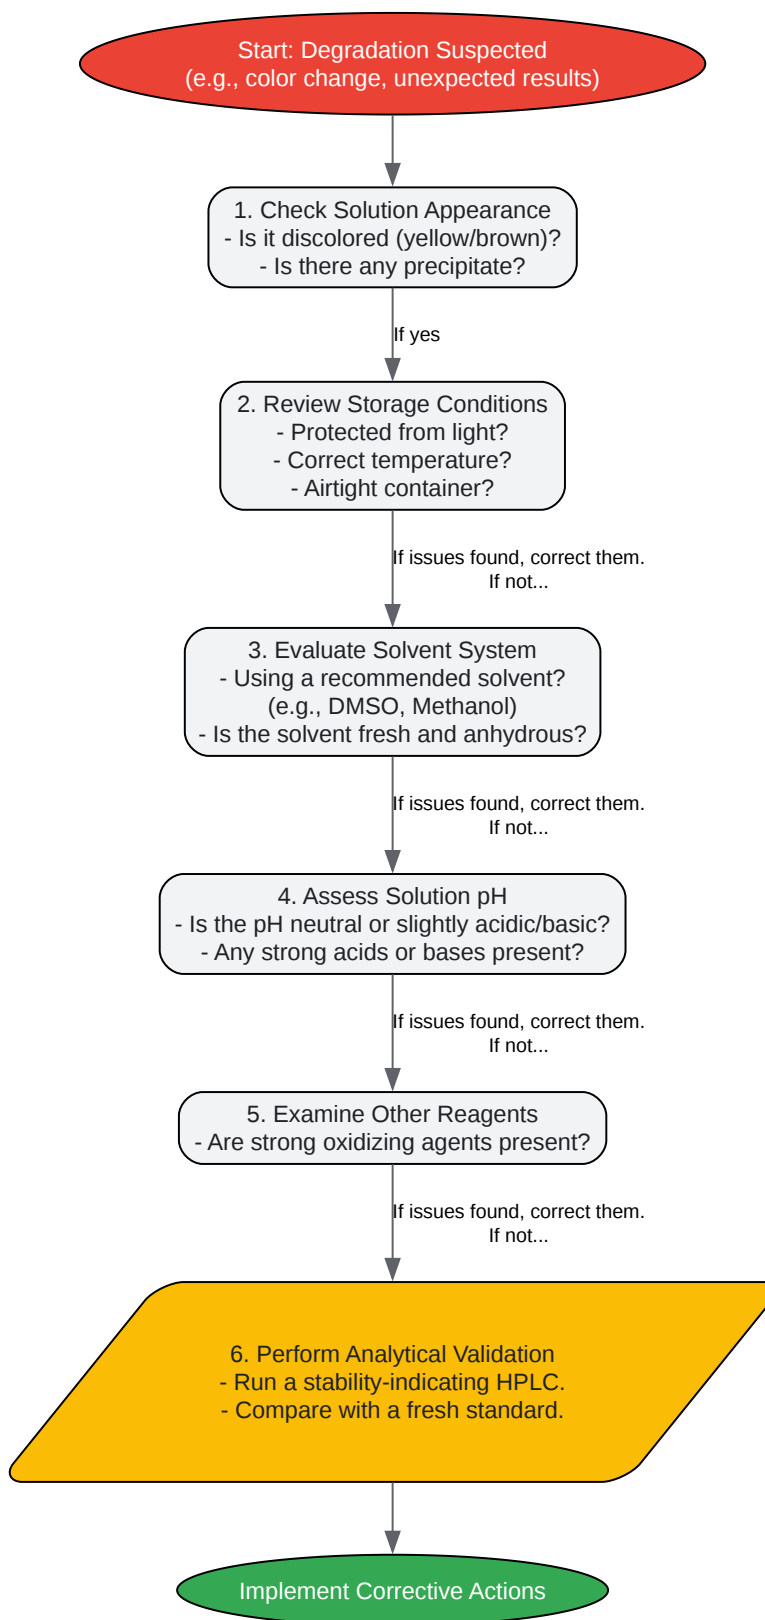 Start: Degradation Suspected
(e.g., color change, unexpected results)
1. Check Solution Appearance
- Is it discolored (yellow/brown)?
- Is there any precipitate?
If yes
2. Review Storage Conditions
- Protected from light?
- Correct temperature?
- Airtight container?
If issues found, correct them.
If not...
3. Evaluate Solvent System
- Using a recommended solvent?
(e.g., DMSO, Methanol)
- Is the solvent fresh and anhydrous?
If issues found, correct them.
If not...
4. Assess Solution pH
- Is the pH neutral or slightly acidic/basic?
- Any strong acids or bases present?
If issues found, correct them.
If not...
5. Examine Other Reagents
- Are strong oxidizing agents present?
If issues found, correct them.
If not...
6. Perform Analytical Validation
- Run a stability-indicating HPLC.
- Compare with a fresh standard.
Implement Corrective Actions